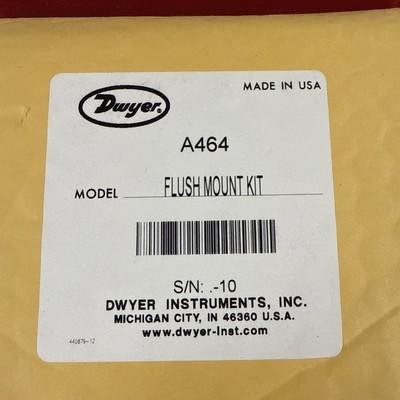 Dwyer®
MADE IN USA
A464
MODEL FLUSH MOUNT KIT
S/N: .-10
DWYER INSTRUMENTS, INC.
MICHIGAN CITY, IN 46360 U.S.A.
www.dwyer-inst.com
440876-12